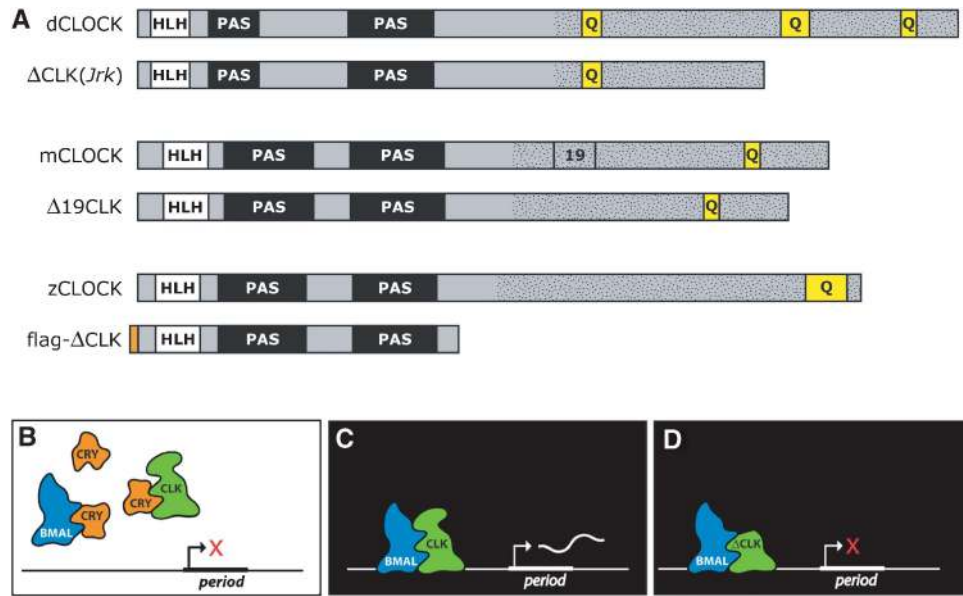 A
dCLOCK HLH PAS PAS Q Q Q
ΔCLK(Jrk) HLH PAS PAS Q
mCLOCK HLH PAS PAS 19 Q
Δ19CLK HLH PAS PAS Q
zCLOCK HLH PAS PAS Q
flag-ΔCLK HLH PAS PAS
B
CRY
CRY
BMAL
CRY
CLK
X
period
C
BMAL
CLK
period
D
BMAL
ΔCLK
X
period